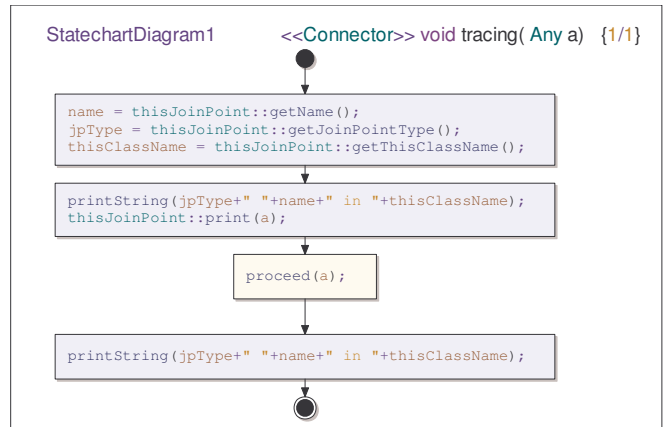 StatechartDiagram1 <<Connector>> void tracing( Any a) {1/1}
name = thisJoinPoint::getName();
jpType = thisJoinPoint::getJoinPointType();
thisClassName = thisJoinPoint::getThisClassName();
printString(jpType+" "+name+" in "+thisClassName);
thisJoinPoint::print(a);
proceed(a);
printString(jpType+" "+name+" in "+thisClassName);